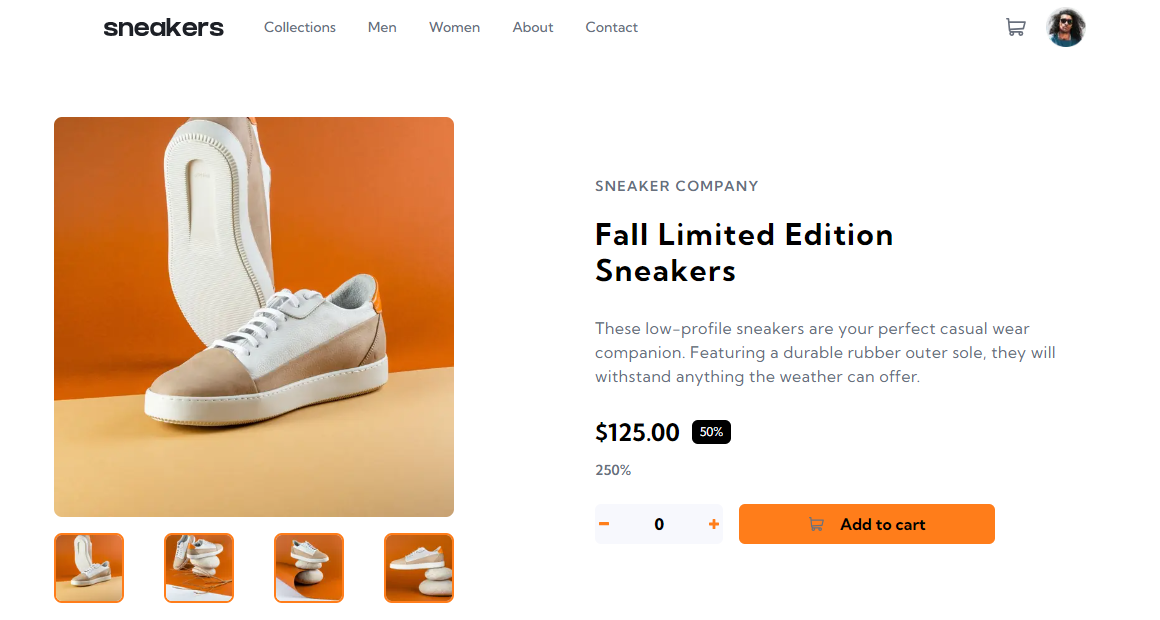 sneakers
Collections
Men
Women
About
Contact
SNEAKER COMPANY
Fall Limited Edition
Sneakers
These low-profile sneakers are your perfect casual wear
companion. Featuring a durable rubber outer sole, they will
withstand anything the weather can offer.
$125.00
50%
250%
0
Add to cart